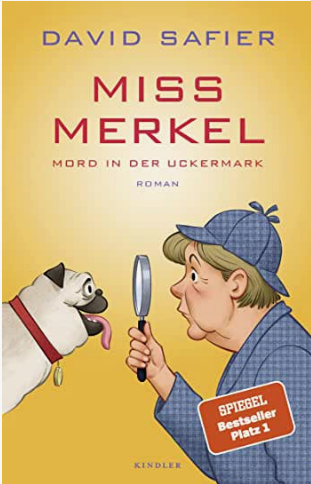 DAVID SAFIER
MISS
MERKEL
MORD IN DER UCKERMARK
ROMAN
SPIEGEL
Bestseller
Platz 1
KINDLER